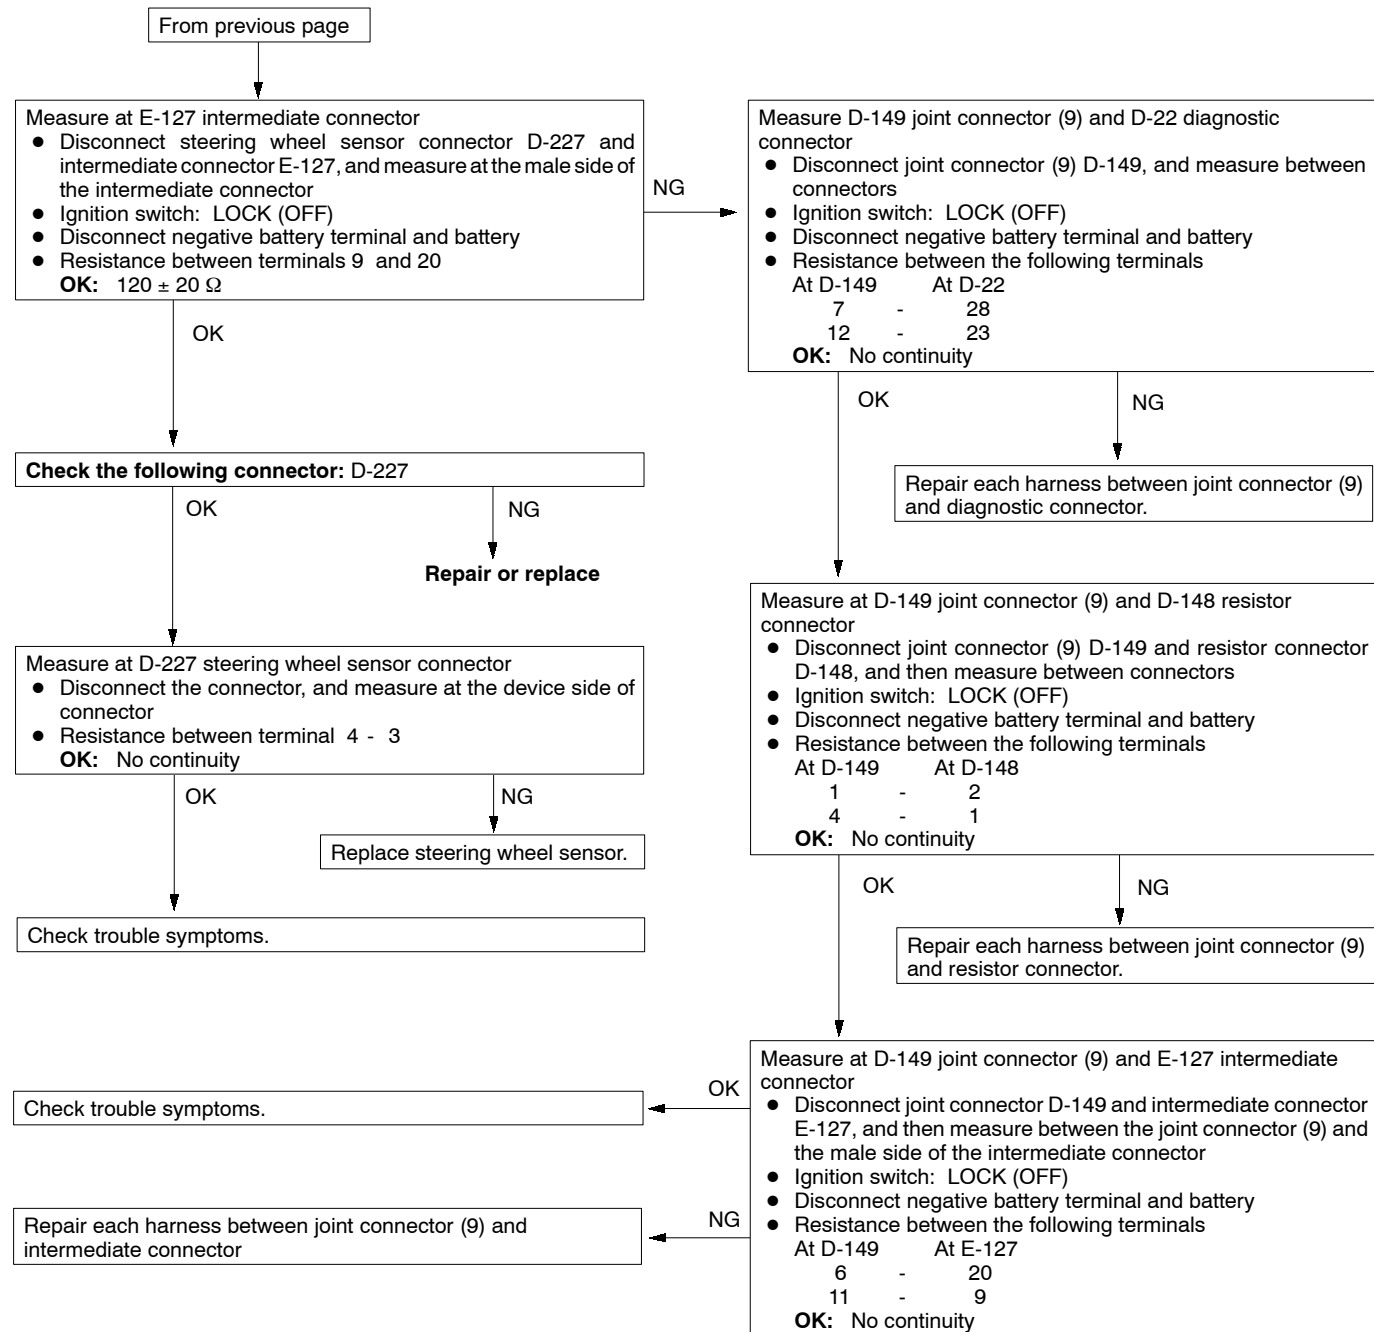 From previous page
Measure at E-127 intermediate connector
● Disconnect steering wheel sensor connector D-227 and
intermediate connector E-127, and measure at the male side of
the intermediate connector
● Ignition switch: LOCK (OFF)
● Disconnect negative battery terminal and battery
● Resistance between terminals 9 and 20
OK: 120 ± 20 Ω
NG
OK
Check the following connector: D-227
OK
NG
Repair or replace
Measure at D-227 steering wheel sensor connector
● Disconnect the connector, and measure at the device side of
connector
● Resistance between terminal 4 - 3
OK: No continuity
OK
NG
Replace steering wheel sensor.
Check trouble symptoms.
Measure D-149 joint connector (9) and D-22 diagnostic
connector
● Disconnect joint connector (9) D-149, and measure between
connectors
● Ignition switch: LOCK (OFF)
● Disconnect negative battery terminal and battery
● Resistance between the following terminals
At D-149 At D-22
7 - 28
12 - 23
OK: No continuity
OK
NG
Repair each harness between joint connector (9)
and diagnostic connector.
Measure at D-149 joint connector (9) and D-148 resistor
connector
● Disconnect joint connector (9) D-149 and resistor connector
D-148, and then measure between connectors
● Ignition switch: LOCK (OFF)
● Disconnect negative battery terminal and battery
● Resistance between the following terminals
At D-149 At D-148
1 - 2
4 - 1
OK: No continuity
OK
NG
Repair each harness between joint connector (9)
and resistor connector.
Measure at D-149 joint connector (9) and E-127 intermediate
connector
● Disconnect joint connector D-149 and intermediate connector
E-127, and then measure between the joint connector (9) and
the male side of the intermediate connector
● Ignition switch: LOCK (OFF)
● Disconnect negative battery terminal and battery
● Resistance between the following terminals
At D-149 At E-127
6 - 20
11 - 9
OK: No continuity
OK
Check trouble symptoms.
NG
Repair each harness between joint connector (9) and
intermediate connector